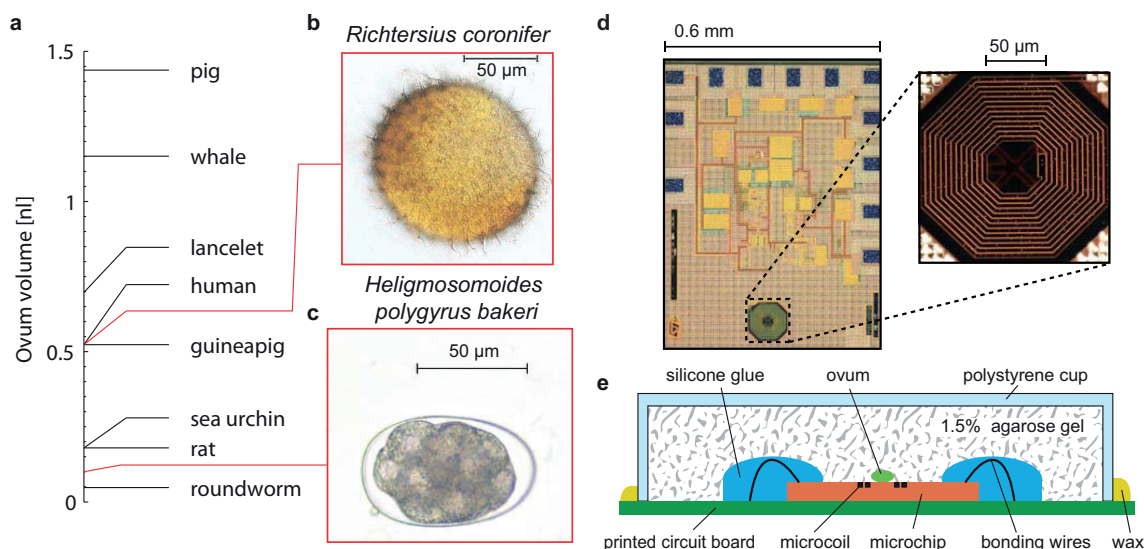 a
1.5
1
0.5
0
Ovum volume [nl]
pig
whale
lancelet
human
guineapig
sea urchin
rat
roundworm
b
Richtersius coronifer
50 µm
Heligmosomoides
polygyrus bakeri
c
50 µm
d
0.6 mm
50 µm
e
silicone glue
ovum
polystyrene cup
1.5% agarose gel
printed circuit board
microcoil
microchip
bonding wires
wax